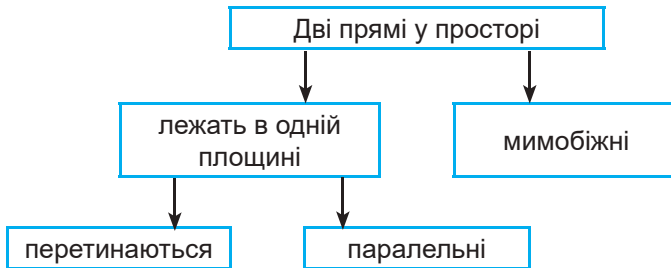 Дві прямі у просторі
лежать в одній
площині
мимобіжні
перетинаються
паралельні